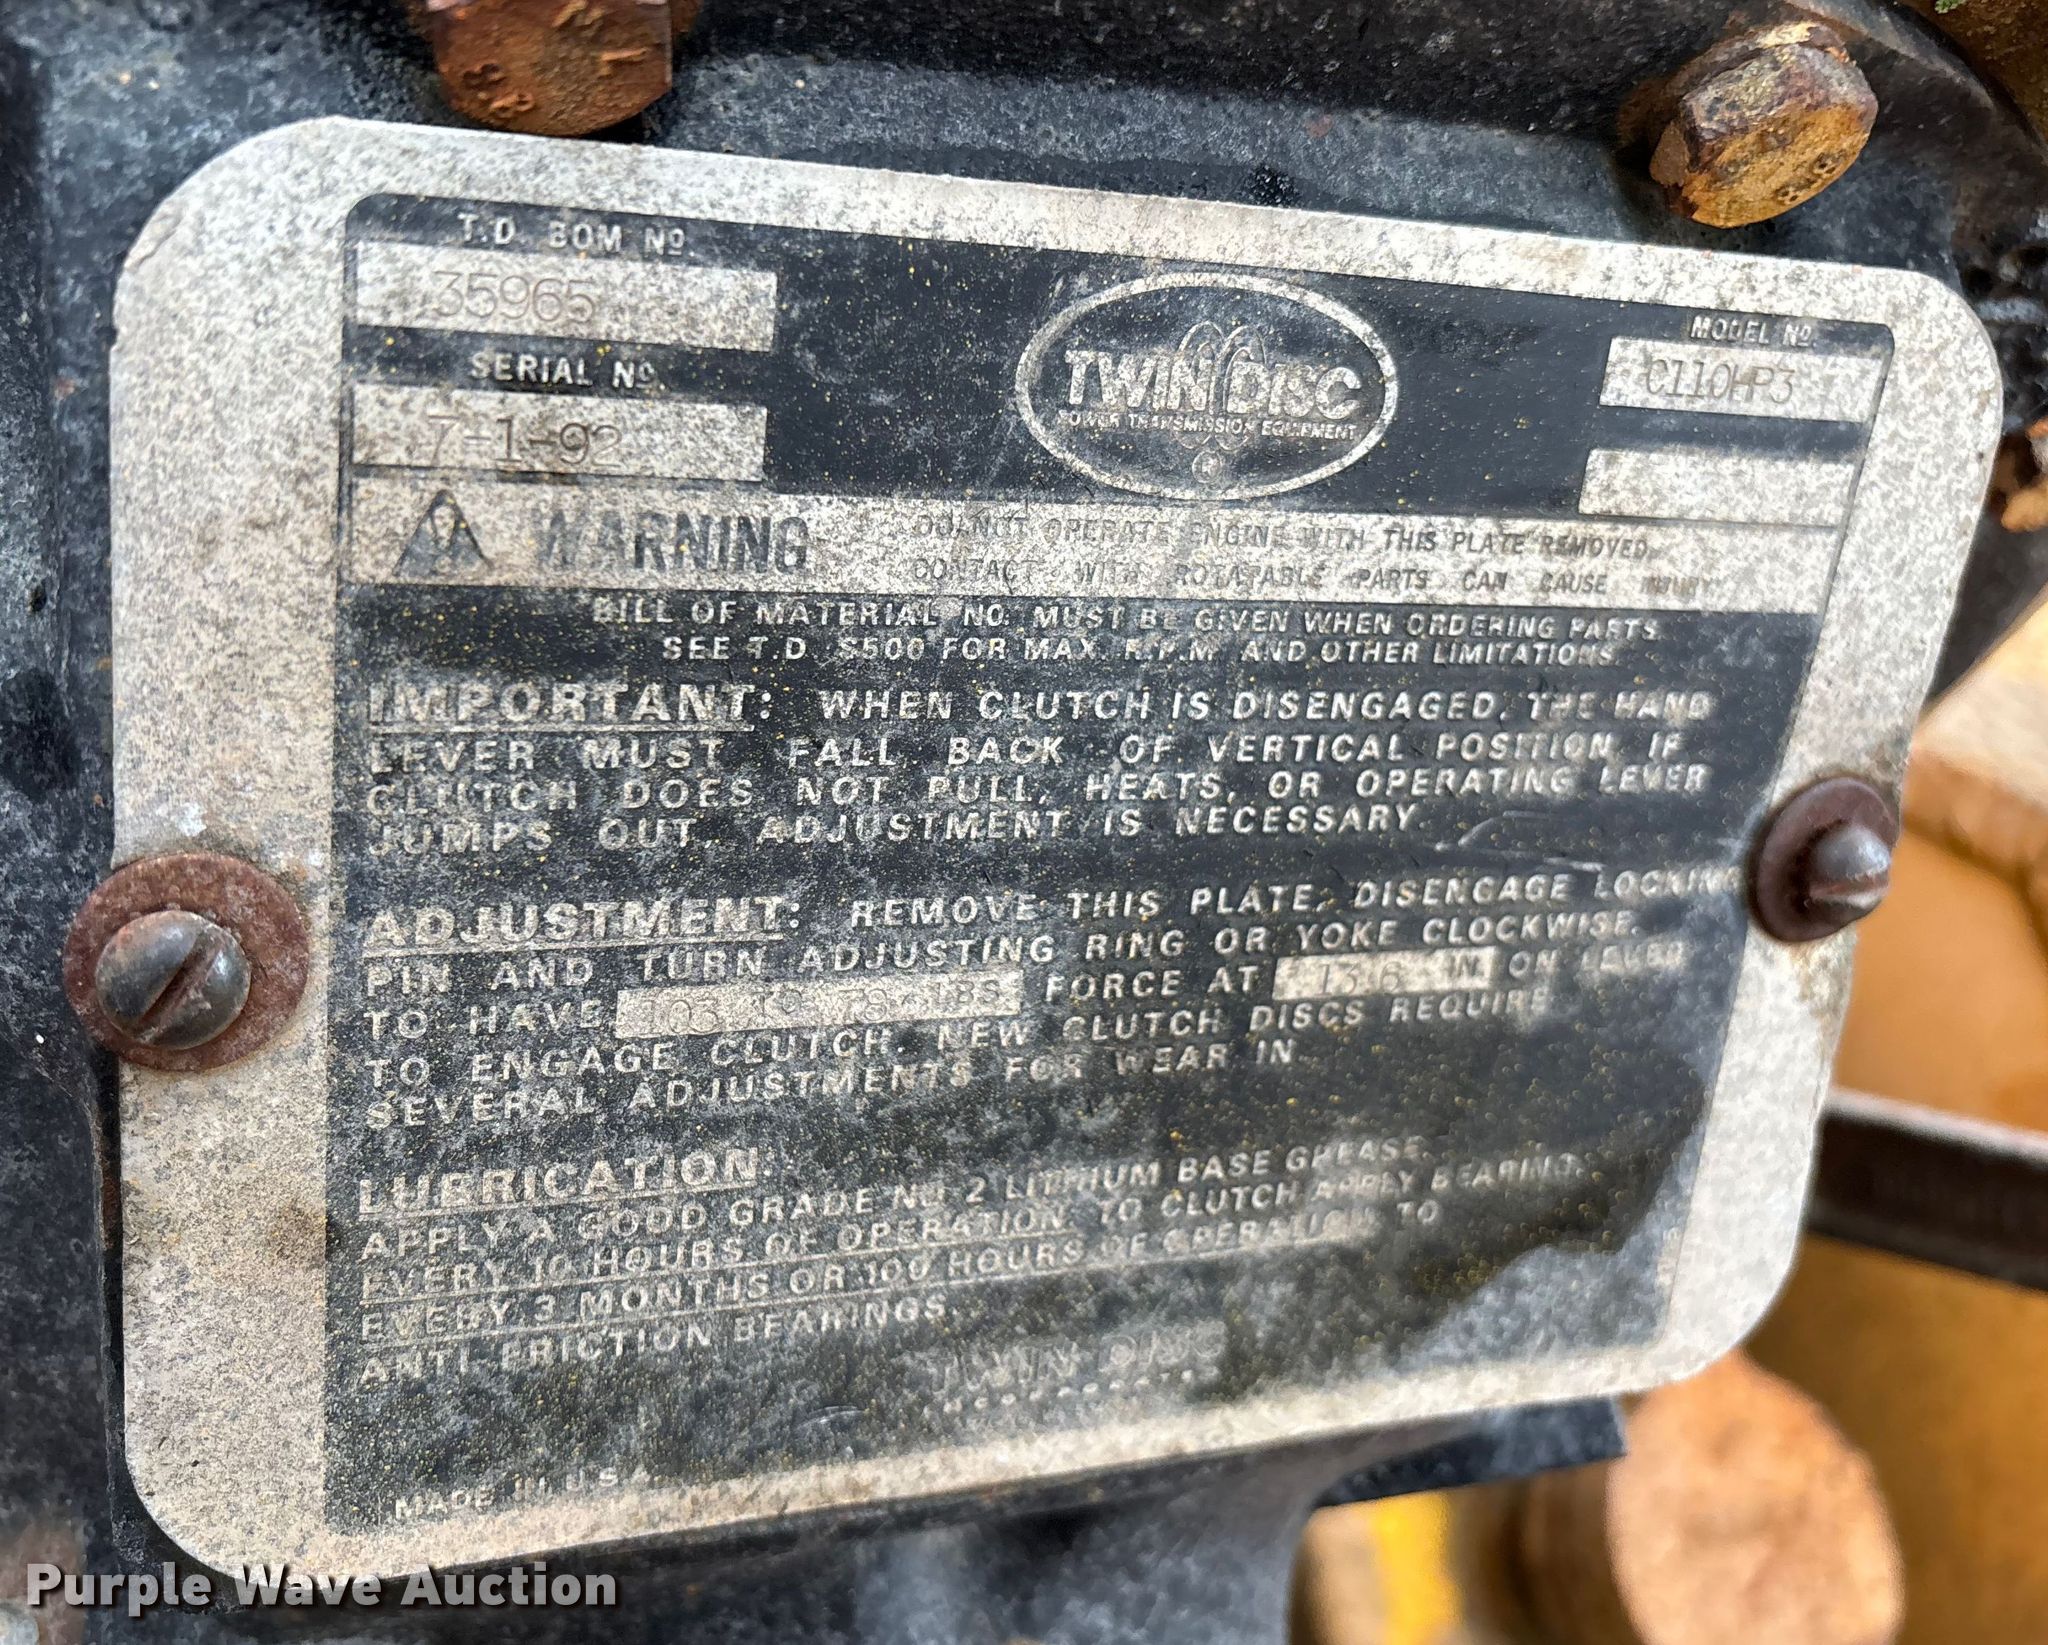 T.D. BOM Nº.
35965
SERIAL Nº.
7-1-92
TWIN DISC
POWER TRANSMISSION EQUIPMENT
®
MODEL Nº.
C110HP3
WARNING
DO NOT OPERATE ENGINE WITH THIS PLATE REMOVED.
CONTACT WITH ROTATABLE PARTS CAN CAUSE INJURY
BILL OF MATERIAL NO. MUST BE GIVEN WHEN ORDERING PARTS
SEE T.D. S500 FOR MAX. R.P.M. AND OTHER LIMITATIONS
IMPORTANT: WHEN CLUTCH IS DISENGAGED, THE HAND
LEVER MUST FALL BACK OF VERTICAL POSITION. IF
CLUTCH DOES NOT PULL, HEATS, OR OPERATING LEVER
JUMPS OUT, ADJUSTMENT IS NECESSARY.
ADJUSTMENT: REMOVE THIS PLATE, DISENGAGE LOCKING
PIN AND TURN ADJUSTING RING OR YOKE CLOCKWISE.
TO HAVE 103 TO 78 LBS. FORCE AT 13.6 IN. ON LEVER
TO ENGAGE CLUTCH. NEW CLUTCH DISCS REQUIRE
SEVERAL ADJUSTMENTS FOR WEAR IN.
LUBRICATION:
APPLY A GOOD GRADE NO. 2 LITHIUM BASE GREASE.
EVERY 10 HOURS OF OPERATION, TO CLUTCH APPLY BEARING.
EVERY 3 MONTHS OR 100 HOURS OF OPERATION TO
ANTI-FRICTION BEARINGS.
TWIN DISC
MADE IN U.S.A.
Purple Wave Auction